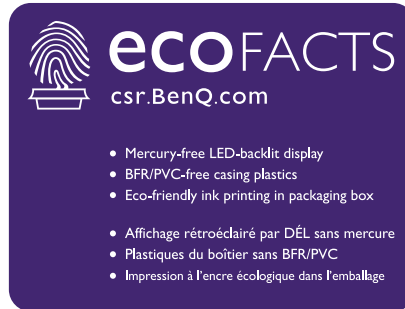 ecoFACTS
csr.BenQ.com
• Mercury-free LED-backlit display
• BFR/PVC-free casing plastics
• Eco-friendly ink printing in packaging box
• Affichage rétroéclairé par DÉL sans mercure
• Plastiques du boîtier sans BFR/PVC
• Impression à l'encre écologique dans l'emballage